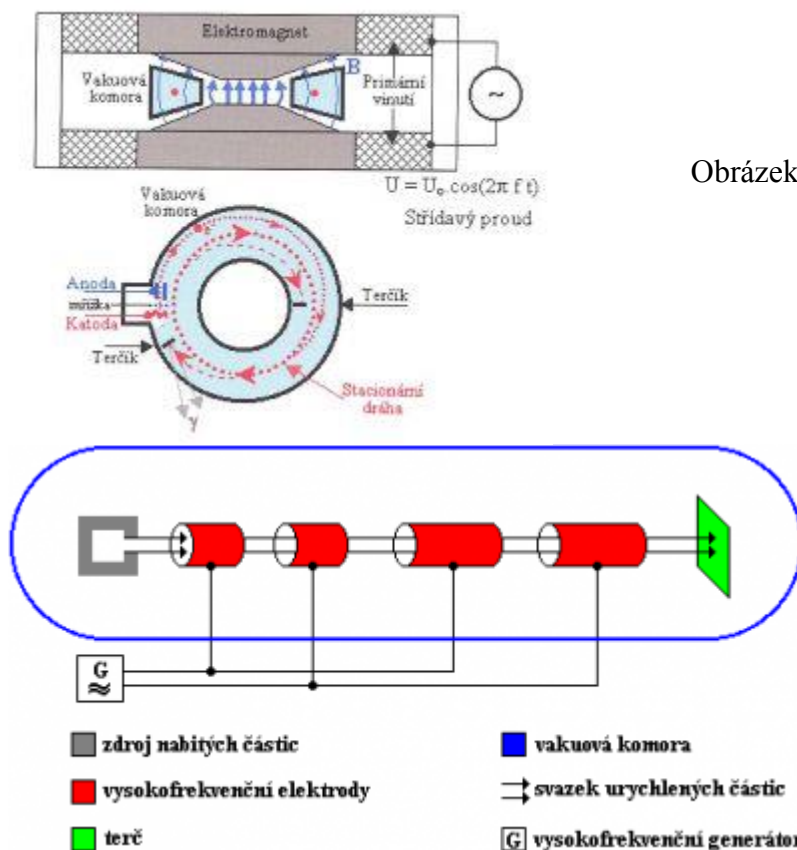 Elektromagnet
Vakuová
komora
B
Primární
vinutí
~
U = U₀.cos(2π f t)
Střídavý proud
Obrázek
Vakuová
komora
e
Anoda
mřížka
Katoda
Terčík
Terčík
Stacionární
dráha
γ
G
≈
zdroj nabitých částic
vakuová komora
vysokofrekvenční elektrody
svazek urychlených částic
terč
G vysokofrekvenční generátor